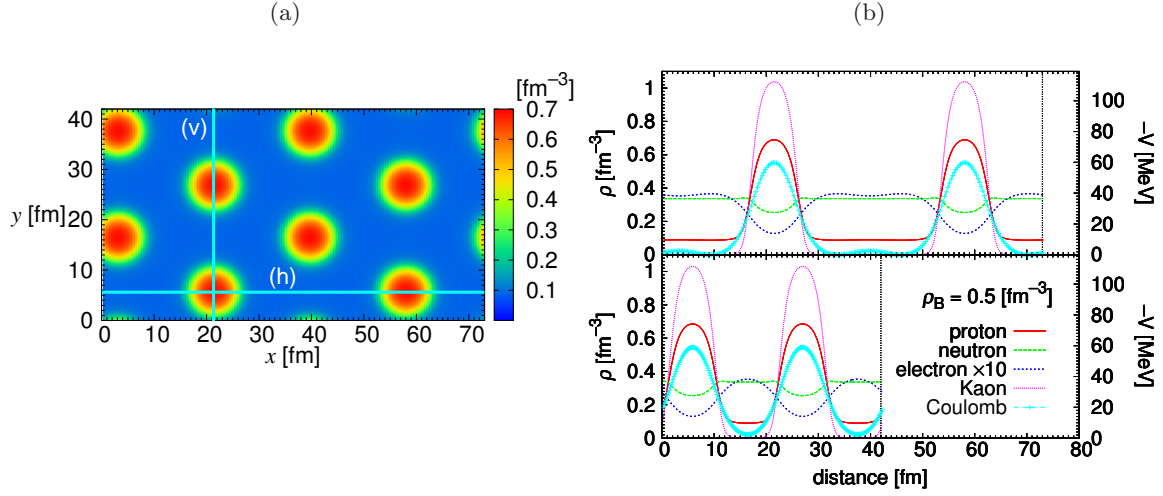 (a)
(b)
[fm⁻³]
40
30
20
10
0
y [fm]
0 10 20 30 40 50 60 70
x [fm]
(v)
(h)
0.7
0.6
0.5
0.4
0.3
0.2
0.1
1
0.8
0.6
0.4
0.2
0
ρ [fm⁻³]
100
80
60
40
20
0
−V [MeV]
1
0.8
0.6
0.4
0.2
0
ρ [fm⁻³]
ρB = 0.5 [fm⁻³]
proton
neutron
electron ×10
Kaon
Coulomb
100
80
60
40
20
0
−V [MeV]
0 10 20 30 40 50 60 70 80
distance [fm]